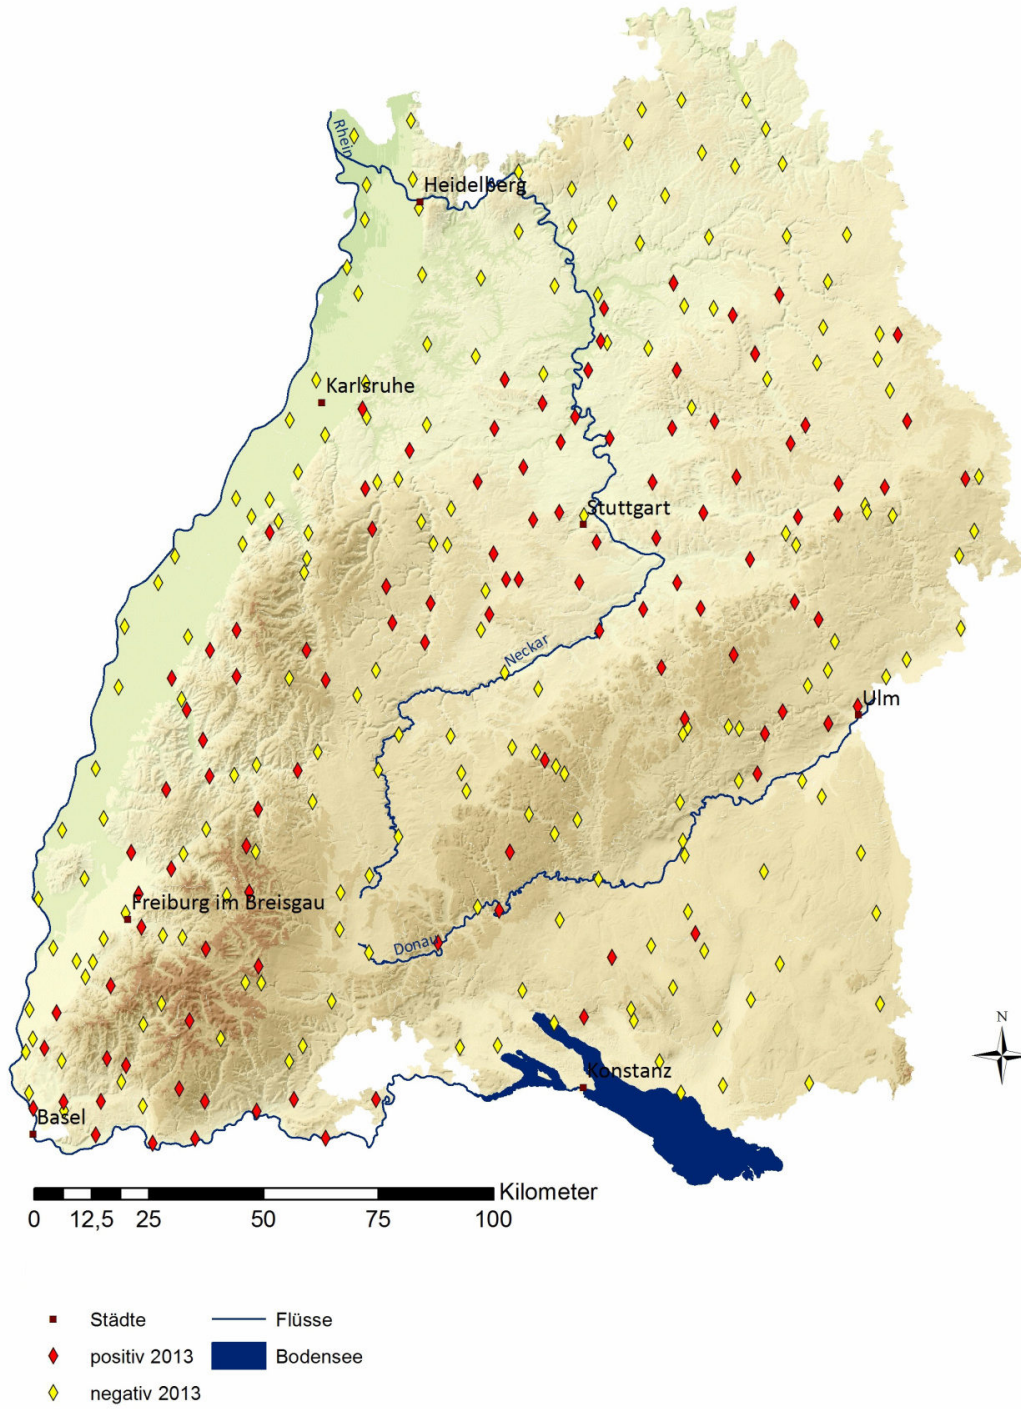 Rhein
Heidelberg
Karlsruhe
Stuttgart
Neckar
Ulm
Freiburg im Breisgau
Donau
N
Konstanz
Basel
Kilometer
0 12,5 25 50 75 100
Städte Flüsse
positiv 2013 Bodensee
negativ 2013